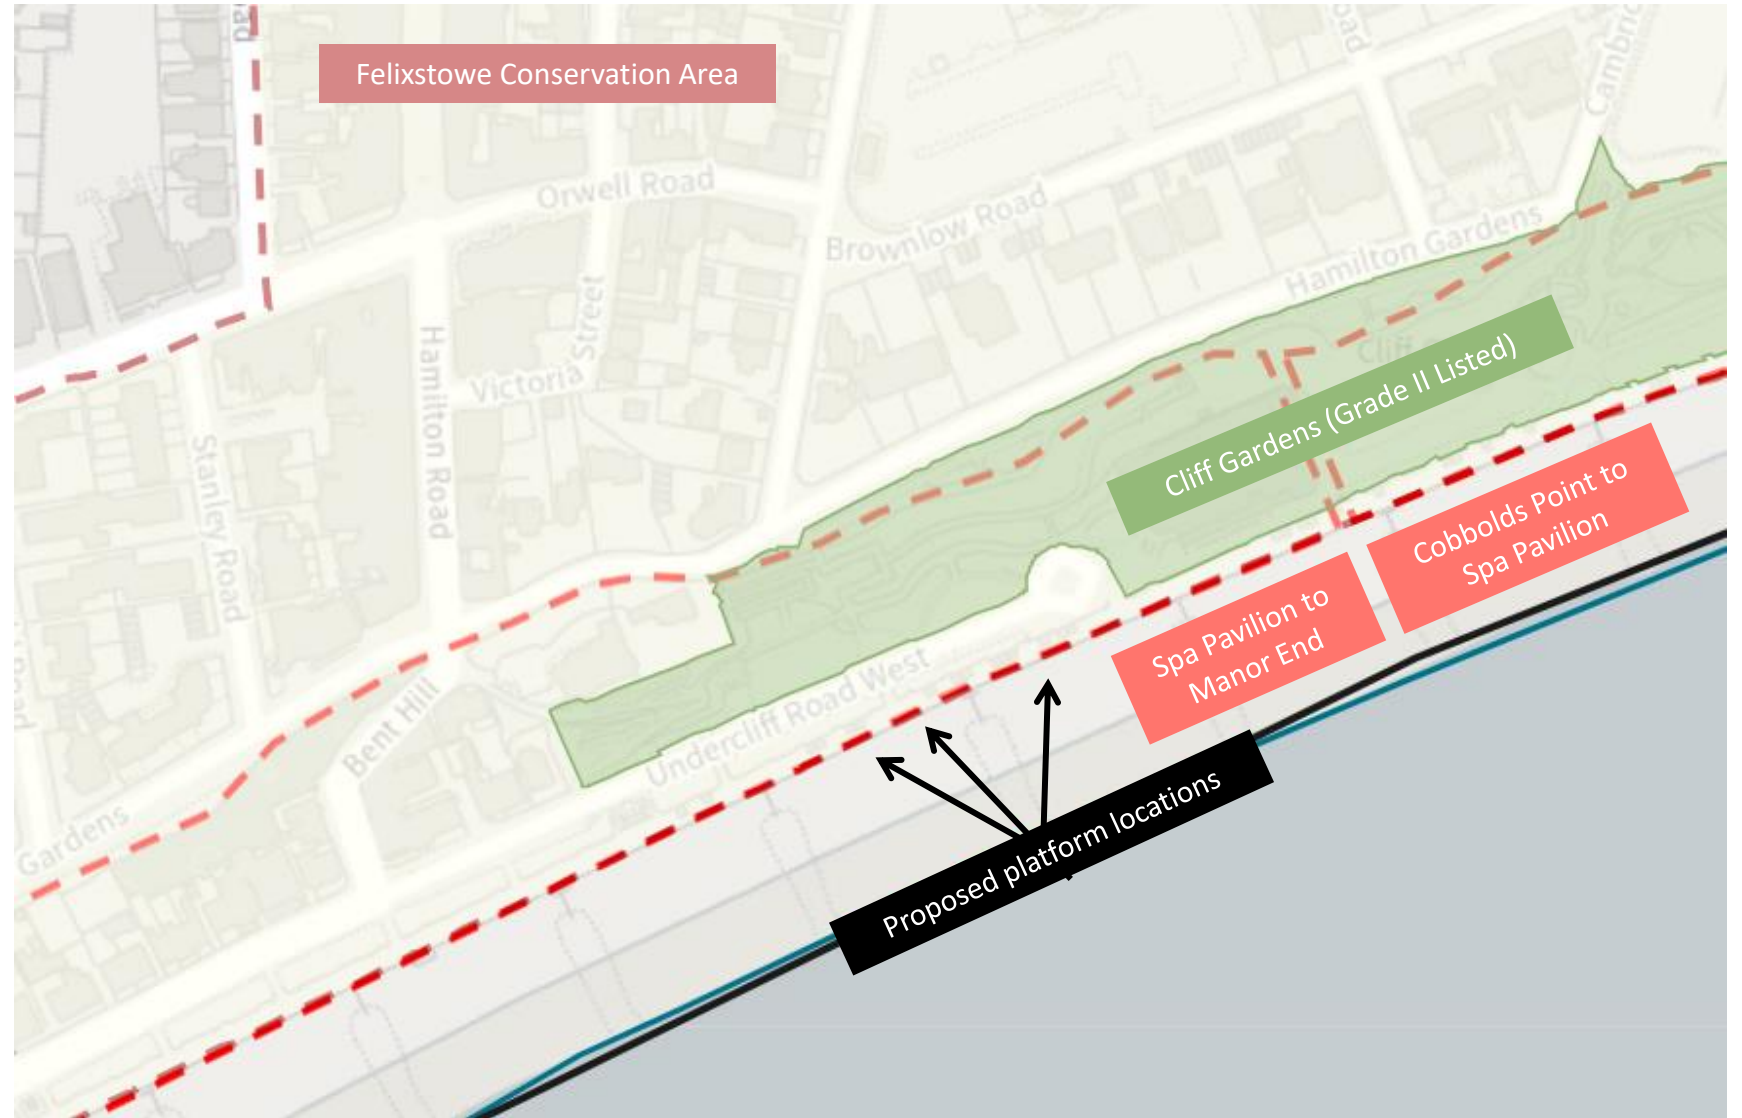 Felixstowe Conservation Area
Orwell Road
Brownlow Road
Hamilton Gardens
Victoria Street
Hamilton Road
Stanley Road
Cliff Gardens (Grade II Listed)
Cobbolds Point to
Spa Pavilion
Spa Pavilion to
Manor End
Undercliff Road West
Bent Hill
Gardens
Proposed platform locations